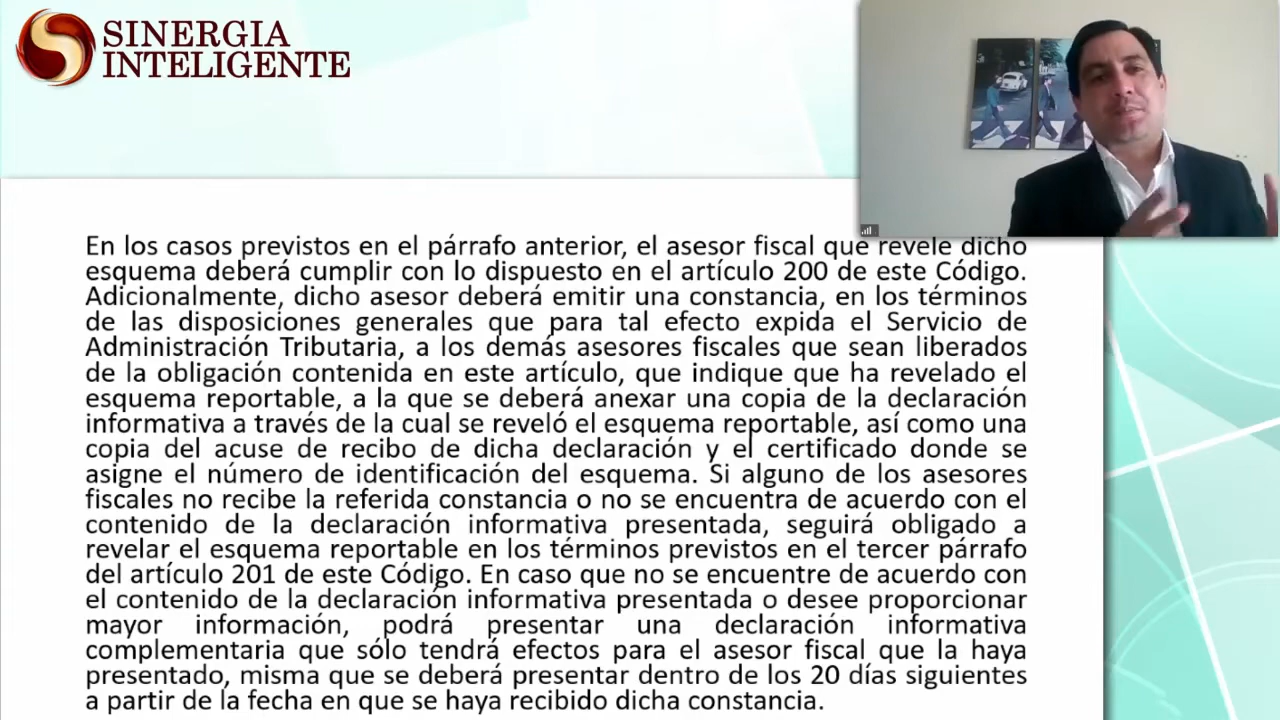 SINERGIA
INTELIGENTE
En los casos previstos en el párrafo anterior, el asesor fiscal que revele dicho
esquema deberá cumplir con lo dispuesto en el artículo 200 de este Código.
Adicionalmente, dicho asesor deberá emitir una constancia, en los términos
de las disposiciones generales que para tal efecto expida el Servicio de
Administración Tributaria, a los demás asesores fiscales que sean liberados
de la obligación contenida en este artículo, que indique que ha revelado el
esquema reportable, a la que se deberá anexar una copia de la declaración
informativa a través de la cual se reveló el esquema reportable, así como una
copia del acuse de recibo de dicha declaración y el certificado donde se
asigne el número de identificación del esquema. Si alguno de los asesores
fiscales no recibe la referida constancia o no se encuentra de acuerdo con el
contenido de la declaración informativa presentada, seguirá obligado a
revelar el esquema reportable en los términos previstos en el tercer párrafo
del artículo 201 de este Código. En caso que no se encuentre de acuerdo con
el contenido de la declaración informativa presentada o desee proporcionar
mayor información, podrá presentar una declaración informativa
complementaria que sólo tendrá efectos para el asesor fiscal que la haya
presentado, misma que se deberá presentar dentro de los 20 días siguientes
a partir de la fecha en que se haya recibido dicha constancia.